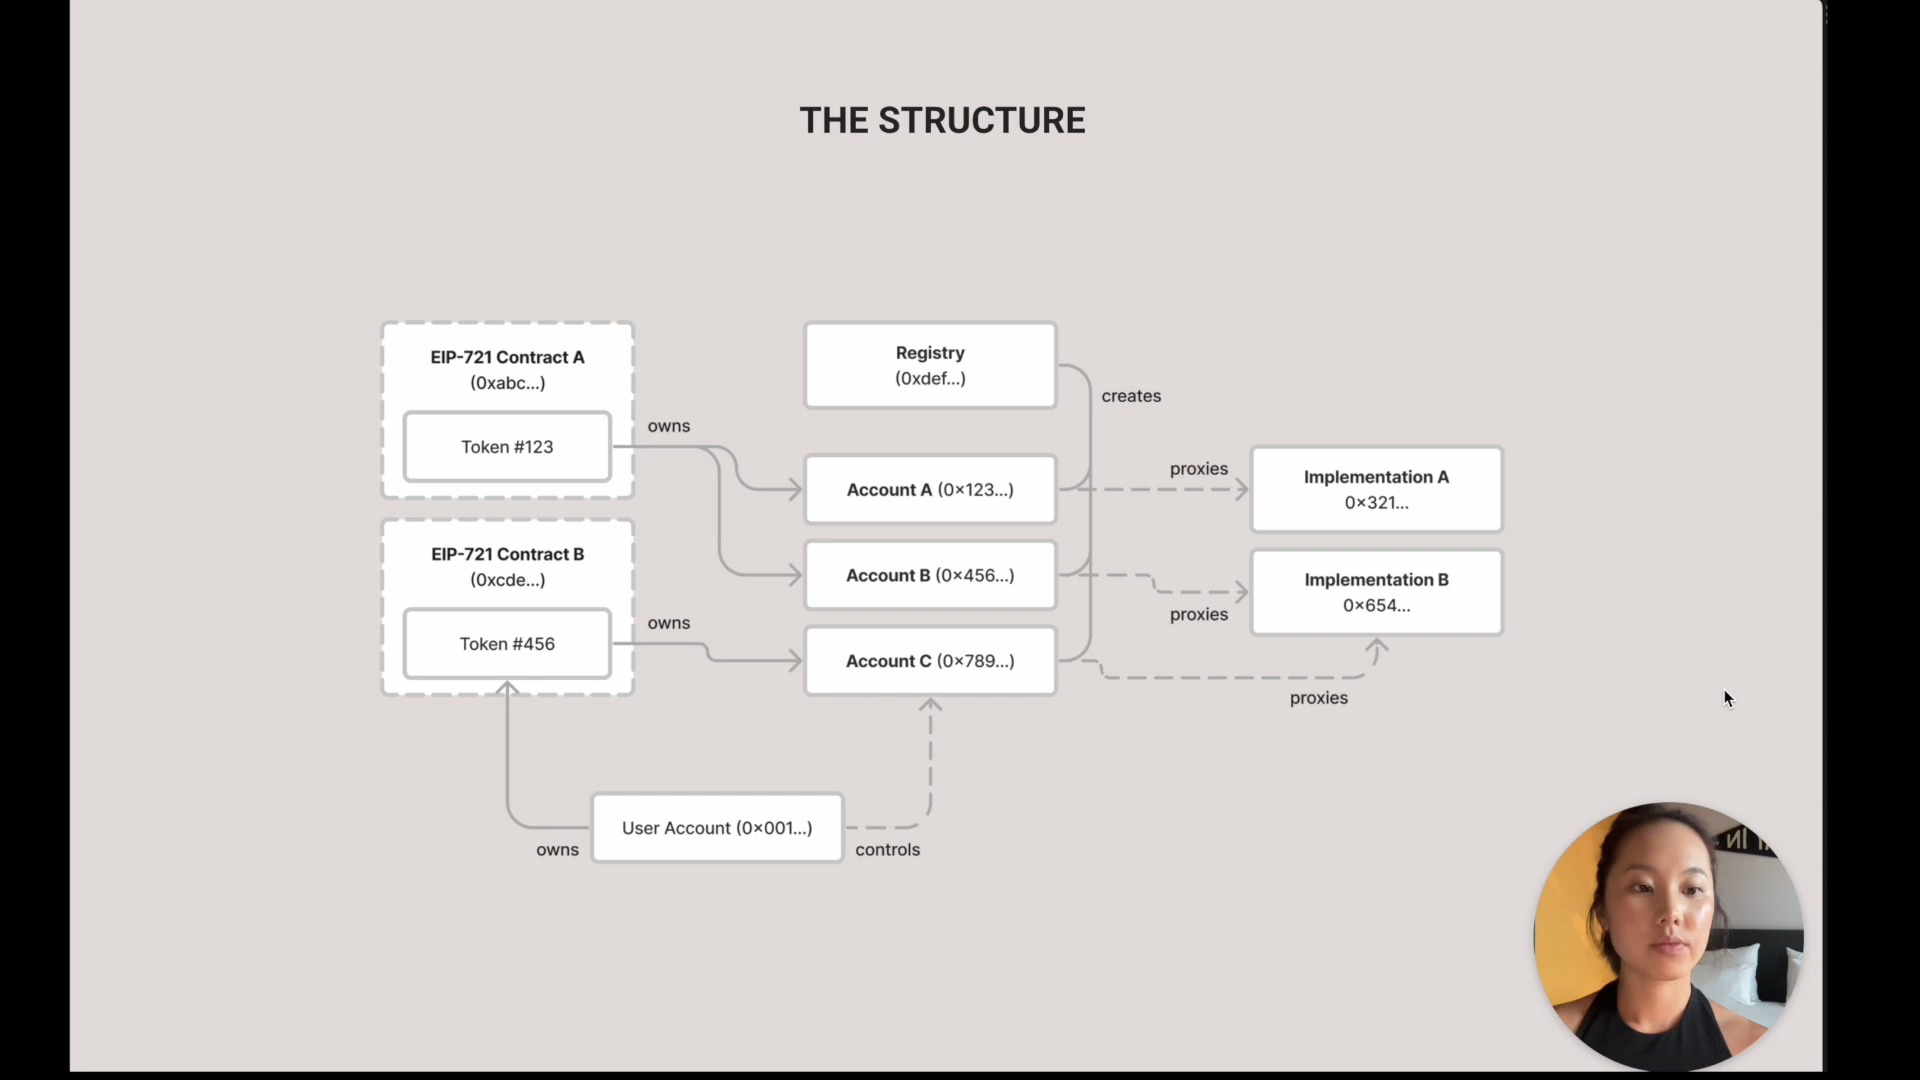 THE STRUCTURE
EIP-721 Contract A
(0xabc...)
Token #123
owns
EIP-721 Contract B
(0xcde...)
Token #456
owns
Registry
(0xdef...)
creates
Account A (0×123...)
Account B (0×456...)
Account C (0×789...)
proxies
proxies
proxies
Implementation A
0×321...
Implementation B
0×654...
User Account (0×001...)
owns
controls